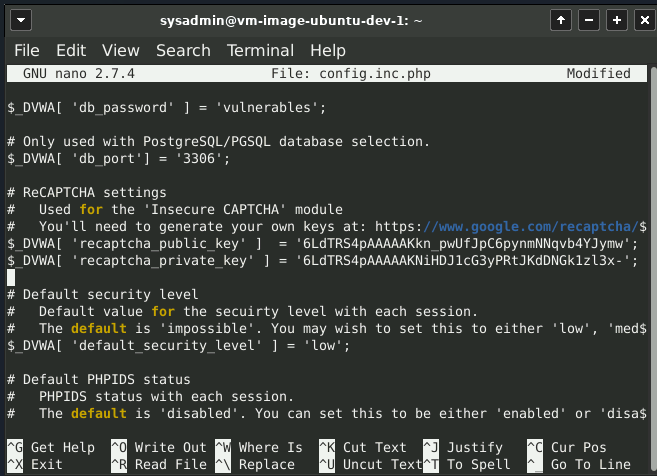 sysadmin@vm-image-ubuntu-dev-1: ~
File Edit View Search Terminal Help
GNU nano 2.7.4 File: config.inc.php Modified
$_DVWA[ 'db_password' ] = 'vulnerables';
# Only used with PostgreSQL/PGSQL database selection.
$_DVWA[ 'db_port'] = '3306';
# ReCAPTCHA settings
#   Used for the 'Insecure CAPTCHA' module
#   You'll need to generate your own keys at: https://www.google.com/recaptcha/$
$_DVWA[ 'recaptcha_public_key' ]  = '6LdTRS4pAAAAAKkn_pwUfJpC6pynmNNqvb4YJymw';
$_DVWA[ 'recaptcha_private_key' ] = '6LdTRS4pAAAAAKNiHDJ1cG3yPRtJKdDNGk1zl3x-';
# Default security level
#   Default value for the secuirty level with each session.
#   The default is 'impossible'. You may wish to set this to either 'low', 'med$
$_DVWA[ 'default_security_level' ] = 'low';
# Default PHPIDS status
#   PHPIDS status with each session.
#   The default is 'disabled'. You can set this to be either 'enabled' or 'disa$
^G Get Help ^O Write Out ^W Where Is ^K Cut Text ^J Justify ^C Cur Pos
^X Exit ^R Read File ^\ Replace ^U Uncut Text ^T To Spell ^_ Go To Line